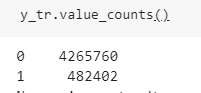 y_tr.value_counts()
0    4265760
1     482402